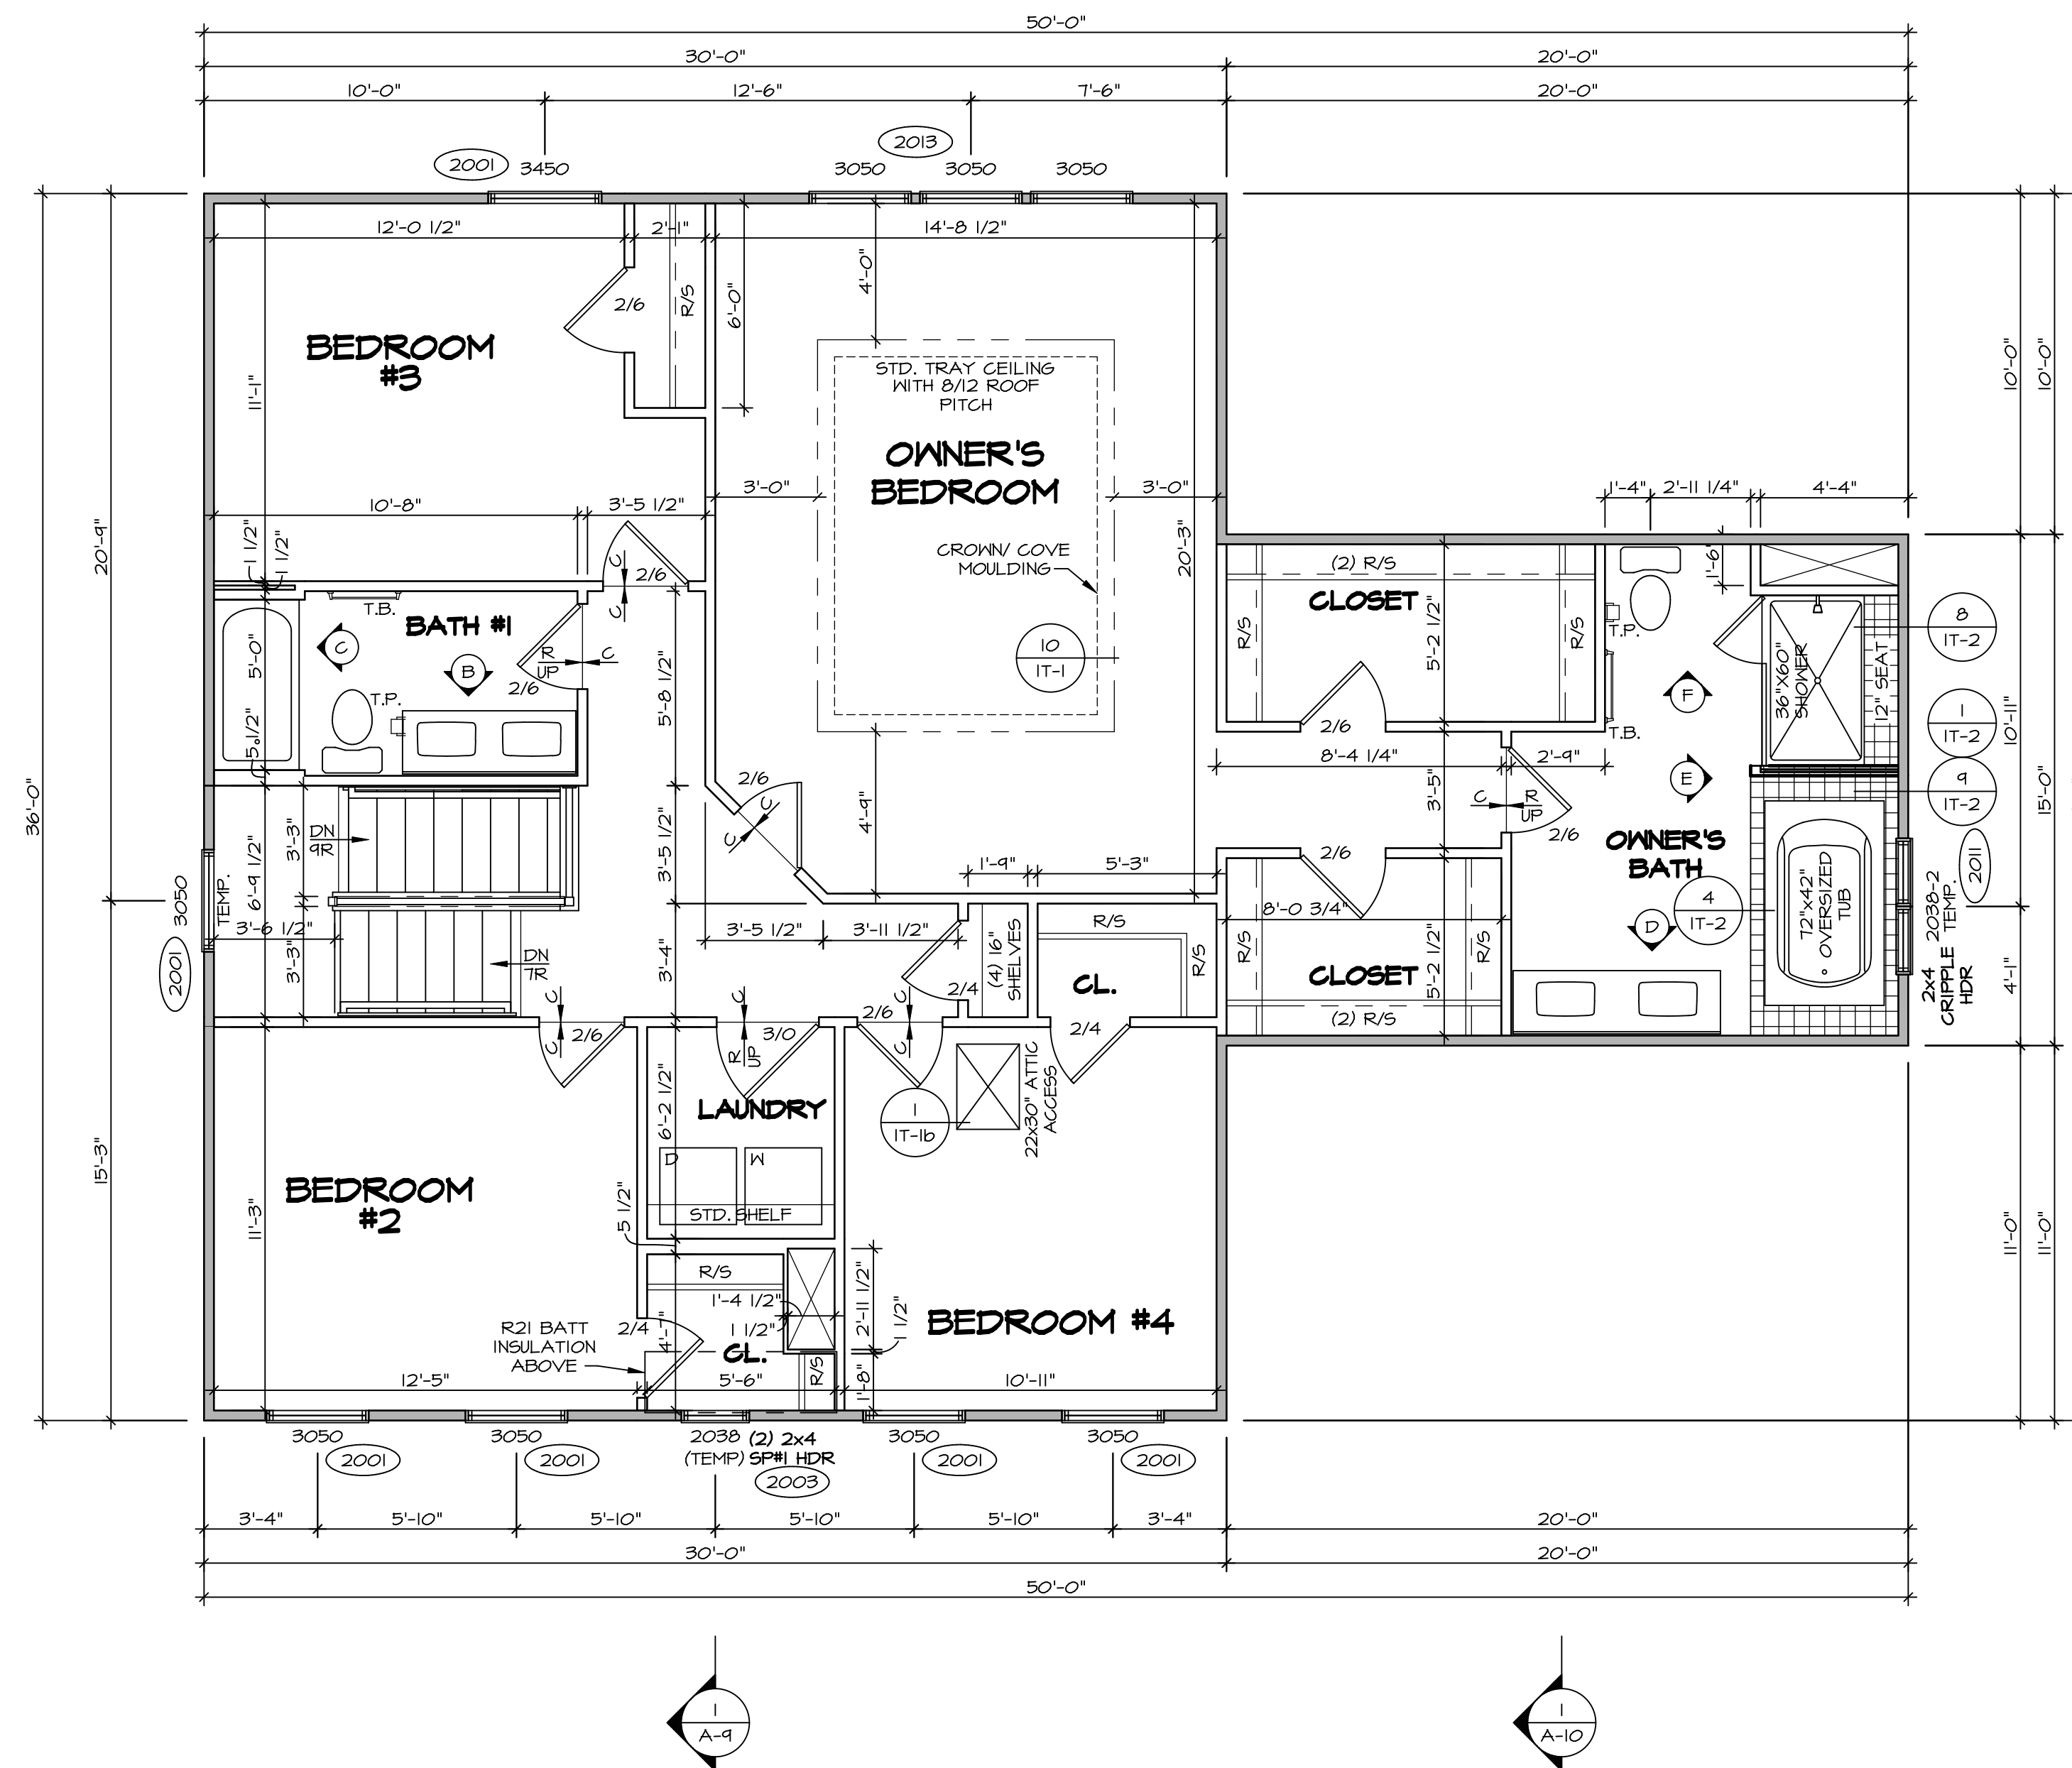 50'-0"
30'-0" 20'-0"
10'-0" 12'-6" 7'-6" 20'-0"
2001 3450 2013
3050 3050 3050
12'-0 1/2" 2'-1" 14'-8 1/2"
4'-0"
6'-0"
2/6
R/S
BEDROOM
#3
11'-1"
STD. TRAY CEILING
WITH 8/12 ROOF
PITCH
OWNER'S
BEDROOM
3'-0" 3'-0"
20'-3"
CROWN/ COVE
MOULDING
10
IT-1
4'-9"
10'-8" 3'-5 1/2"
1 1/2"
1 1/2"
C
2/6
C
20'-9"
36'-0"
15'-3"
T.B.
BATH #1
C
B
R
UP
C
2/6
T.P.
5'-0"
5 1/2"
5'-8 1/2"
2/6
C
C
3'-5 1/2"
DN
9R
3'-3"
6'-9 1/2"
3050
TEMP.
2001
3'-6 1/2"
3'-3"
DN
7R
3'-4"
3'-5 1/2" 3'-11 1/2"
1'-9" 5'-3"
(4) 16"
SHELVES
2/4
R/S
R/S
CL.
2/4
10'-0" 10'-0"
1'-4" 2'-11 1/4" 4'-4"
1'-6"
(2) R/S
CLOSET
R/S
R/S
5'-2 1/2"
2/6
8'-4 1/4" 2'-9"
3'-5"
C
R
UP
2/6
2/6
8'-0 3/4"
R/S
R/S
5'-2 1/2"
CLOSET
(2) R/S
T.P.
T.B.
F
E
D
36"X60"
SHOWER
12" SEAT
8
IT-2
1
IT-2
9
IT-2
4
IT-2
OWNER'S
BATH
72"x42"
OVERSIZED
TUB
2011
2038-2
TEMP.
2x4
CRIPPLE
HDR
10'-11"
15'-0"
4'-1"
11'-0" 11'-0"
C
2/6
C
C
3/0
R
UP
2/6
C
C
6'-2 1/2"
LAUNDRY
D W
STD. SHELF
5 1/2"
1
IT-1b
22x30" ATTIC
ACCESS
BEDROOM
#2
11'-3"
R/S
1'-4 1/2"
1 1/2"
2'-11 1/2"
1 1/2"
1'-8"
BEDROOM #4
R21 BATT
INSULATION
ABOVE
2/4
CL.
R/S
12'-5" 5'-6" 10'-11"
3050 3050 2038 (2) 2x4 3050 3050
(TEMP) SP#1 HDR
2001 2001 2003 2001 2001
3'-4" 5'-10" 5'-10" 5'-10" 5'-10" 3'-4" 20'-0"
30'-0" 20'-0"
50'-0"
1
A-9
1
A-10